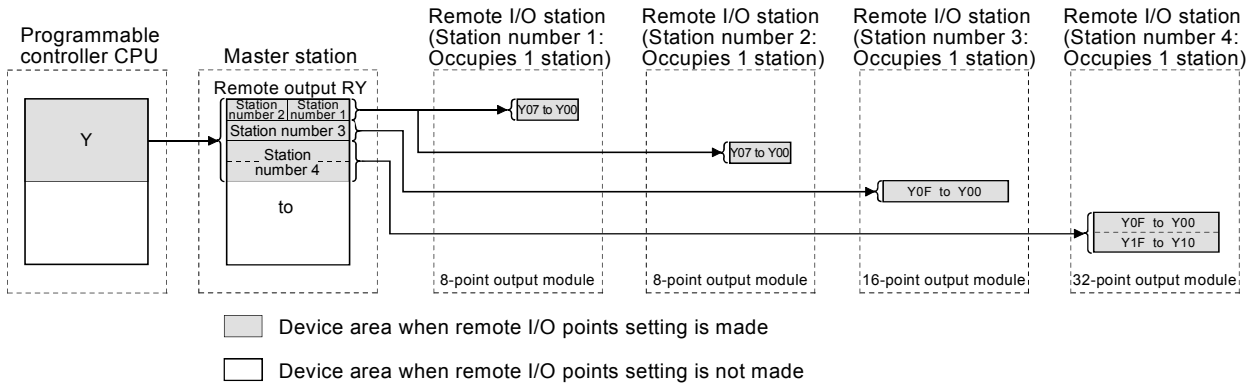 Programmable
controller CPU
Y
Master station
Remote output RY
Station
number 2
Station
number 1
Station number 3
Station
number 4
to
Remote I/O station
(Station number 1:
Occupies 1 station)
Y07 to Y00
8-point output module
Remote I/O station
(Station number 2:
Occupies 1 station)
Y07 to Y00
8-point output module
Remote I/O station
(Station number 3:
Occupies 1 station)
Y0F to Y00
16-point output module
Remote I/O station
(Station number 4:
Occupies 1 station)
Y0F to Y00
Y1F to Y10
32-point output module
Device area when remote I/O points setting is made
Device area when remote I/O points setting is not made